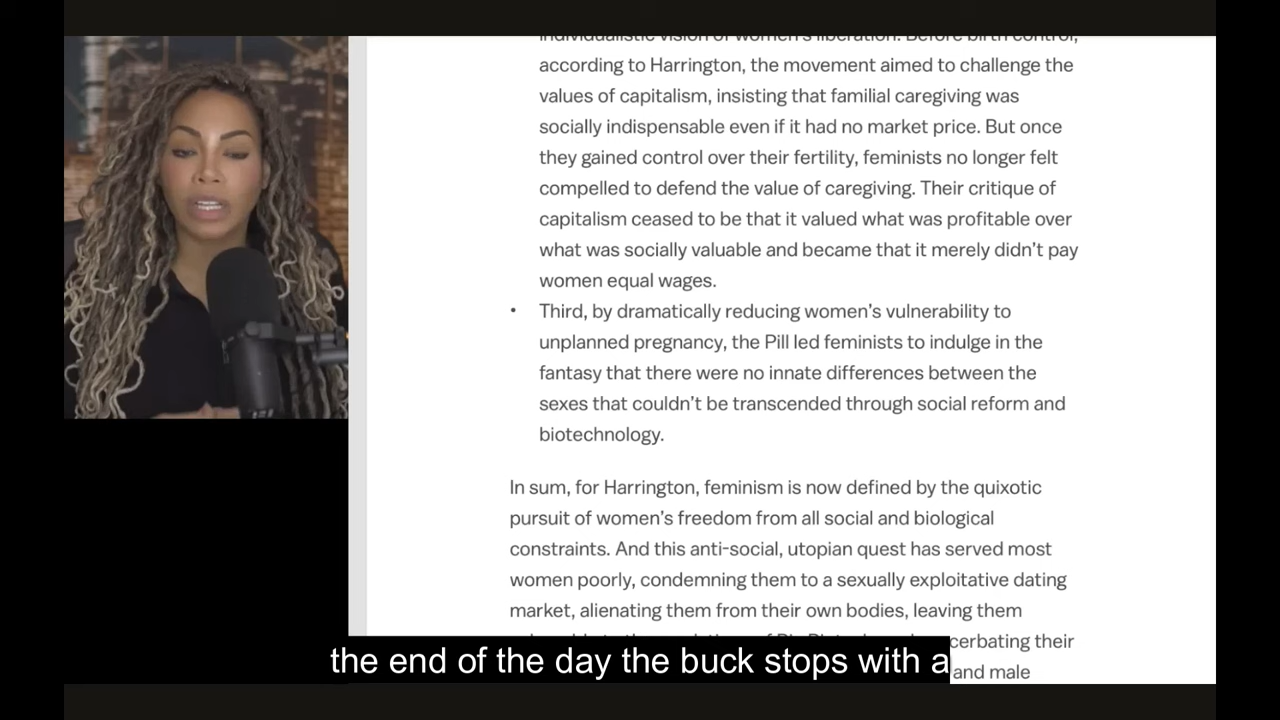 individualistic vision of women's liberation. Before birth control,
according to Harrington, the movement aimed to challenge the
values of capitalism, insisting that familial caregiving was
socially indispensable even if it had no market price. But once
they gained control over their fertility, feminists no longer felt
compelled to defend the value of caregiving. Their critique of
capitalism ceased to be that it valued what was profitable over
what was socially valuable and became that it merely didn't pay
women equal wages.
• Third, by dramatically reducing women's vulnerability to
unplanned pregnancy, the Pill led feminists to indulge in the
fantasy that there were no innate differences between the
sexes that couldn't be transcended through social reform and
biotechnology.
In sum, for Harrington, feminism is now defined by the quixotic
pursuit of women's freedom from all social and biological
constraints. And this anti-social, utopian quest has served most
women poorly, condemning them to a sexually exploitative dating
market, alienating them from their own bodies, leaving them
their
and male
the end of the day the buck stops with a